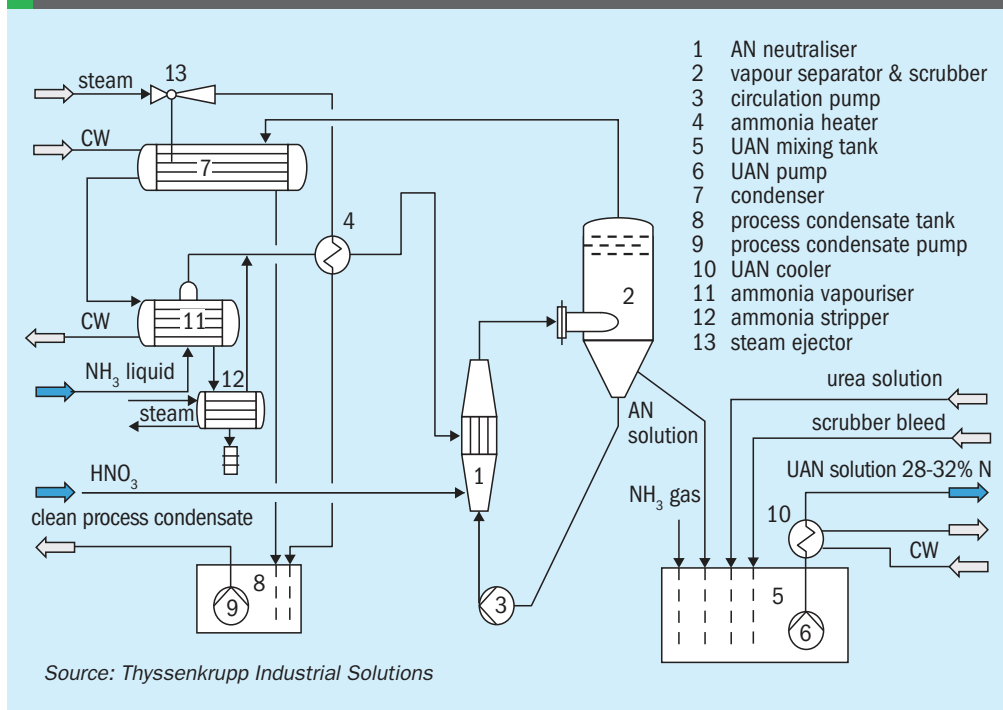 steam
13
CW
7
4
11
CW
NH3 liquid
12
steam
HNO3
clean process condensate
8
9
1
2
3
AN
solution
1 AN neutraliser
2 vapour separator & scrubber
3 circulation pump
4 ammonia heater
5 UAN mixing tank
6 UAN pump
7 condenser
8 process condensate tank
9 process condensate pump
10 UAN cooler
11 ammonia vapouriser
12 ammonia stripper
13 steam ejector
urea solution
scrubber bleed
UAN solution 28-32% N
NH3 gas
10
CW
5
6
Source: Thyssenkrupp Industrial Solutions